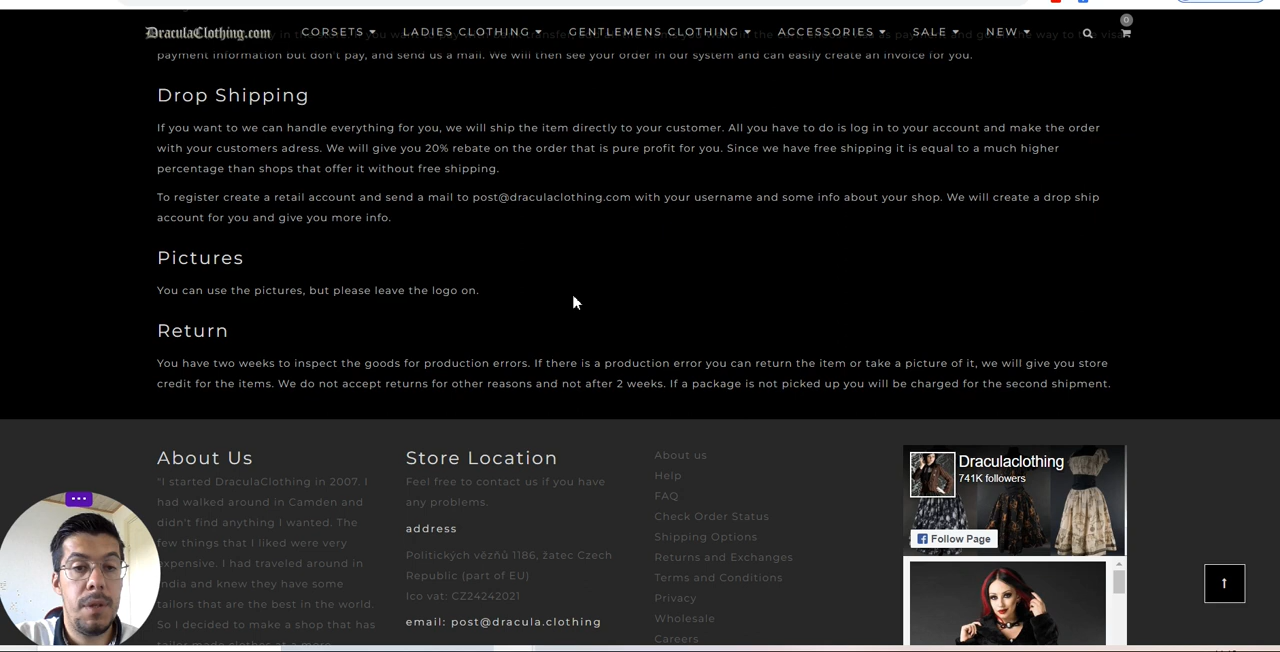 DraculaClothing.com CORSETS LADIES CLOTHING GENTLEMENS CLOTHING ACCESSORIES SALE NEW 0
payment information but don't pay, and send us a mail. We will then see your order in our system and can easily create an invoice for you.
Drop Shipping
If you want to we can handle everything for you, we will ship the item directly to your customer. All you have to do is log in to your account and make the order
with your customers adress. We will give you 20% rebate on the order that is pure profit for you. Since we have free shipping it is equal to a much higher
percentage than shops that offer it without free shipping.
To register create a retail account and send a mail to post@draculaclothing.com with your username and some info about your shop. We will create a drop ship
account for you and give you more info.
Pictures
You can use the pictures, but please leave the logo on.
Return
You have two weeks to inspect the goods for production errors. If there is a production error you can return the item or take a picture of it, we will give you store
credit for the items. We do not accept returns for other reasons and not after 2 weeks. If a package is not picked up you will be charged for the second shipment.
About Us
"I started DraculaClothing in 2007. I
had walked around in Camden and
didn't find anything I wanted. The
few things that I liked were very
expensive. I had traveled around in
India and knew they have some
tailors that are the best in the world.
So I decided to make a shop that has
tailor made clothes at a more
Store Location
Feel free to contact us if you have
any problems.
address
Politických vězňů 1186, žatec Czech
Republic (part of EU)
Ico vat: CZ24242021
email: post@dracula.clothing
About us
Help
FAQ
Check Order Status
Shipping Options
Returns and Exchanges
Terms and Conditions
Privacy
Wholesale
Careers
Draculaclothing
741K followers
Follow Page